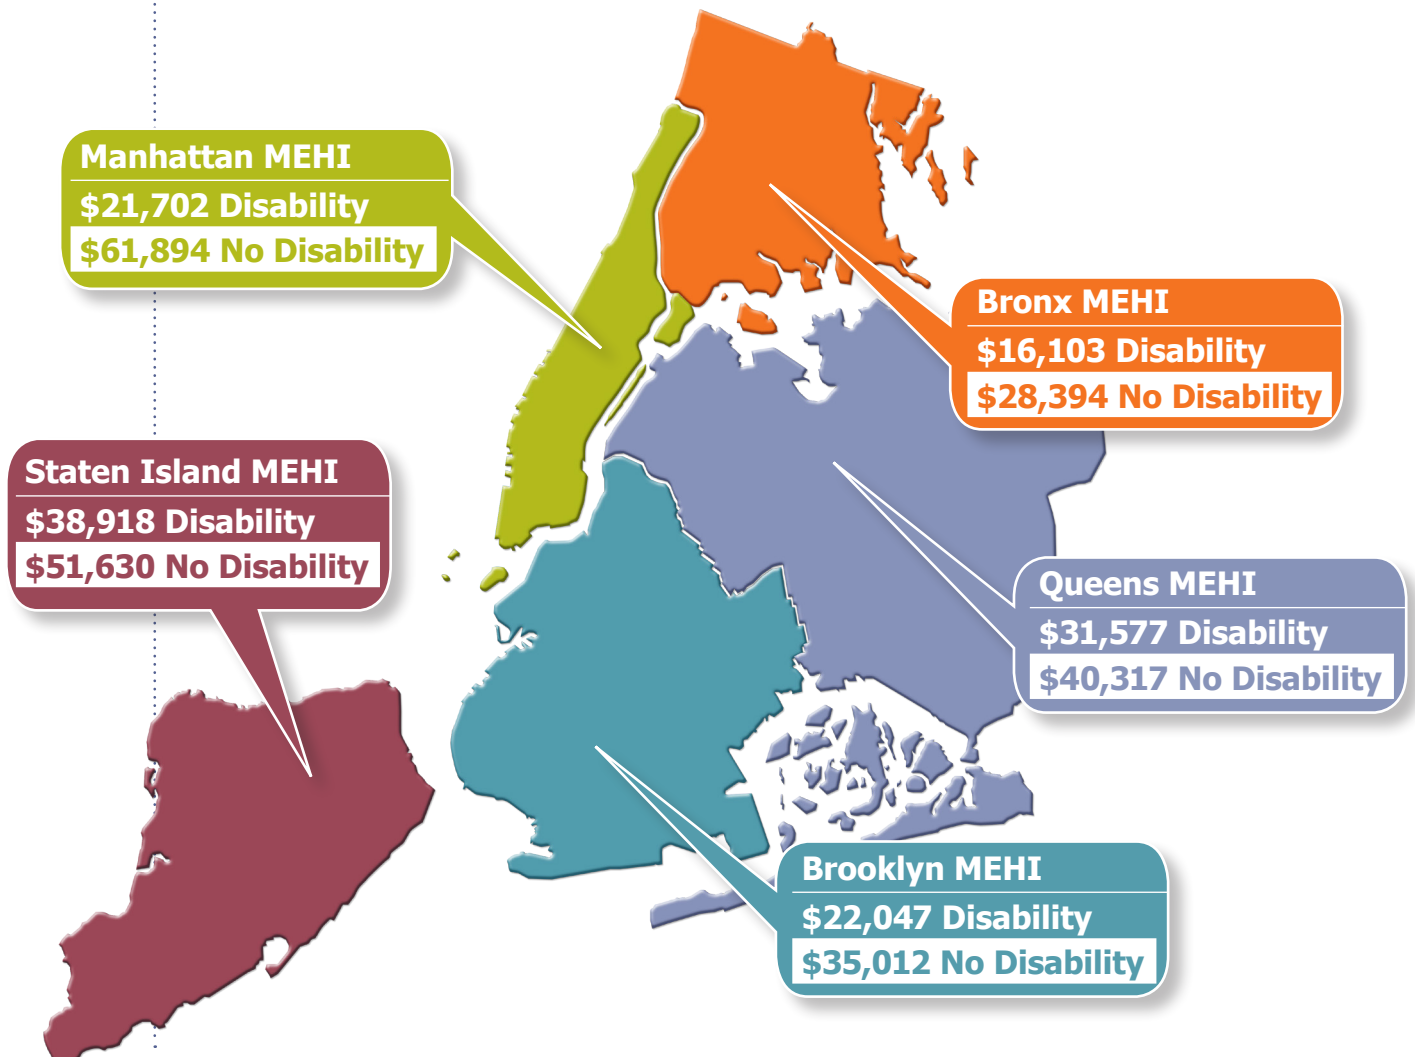 Manhattan MEHI
$21,702 Disability
$61,894 No Disability
Bronx MEHI
$16,103 Disability
$28,394 No Disability
Staten Island MEHI
$38,918 Disability
$51,630 No Disability
Queens MEHI
$31,577 Disability
$40,317 No Disability
Brooklyn MEHI
$22,047 Disability
$35,012 No Disability